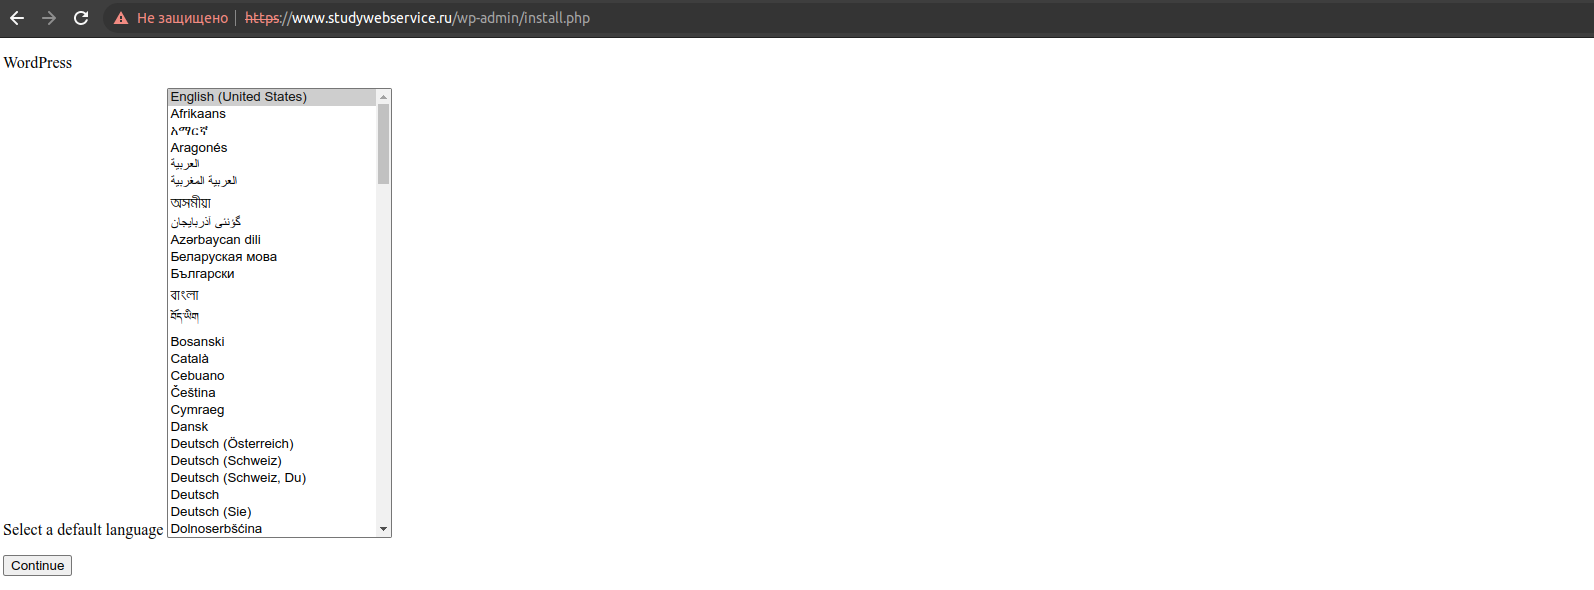 Не защищено https://www.studywebservice.ru/wp-admin/install.php
WordPress
English (United States)
Afrikaans
አማርኛ
Aragonés
العربية
العربية المغربية
অসমীয়া
گؤنئی آذربایجان
Azərbaycan dili
Беларуская мова
Български
বাংলা
བོད་ཡིག
Bosanski
Català
Cebuano
Čeština
Cymraeg
Dansk
Deutsch (Österreich)
Deutsch (Schweiz)
Deutsch (Schweiz, Du)
Deutsch
Deutsch (Sie)
Select a default language Dolnoserbšćina
Continue